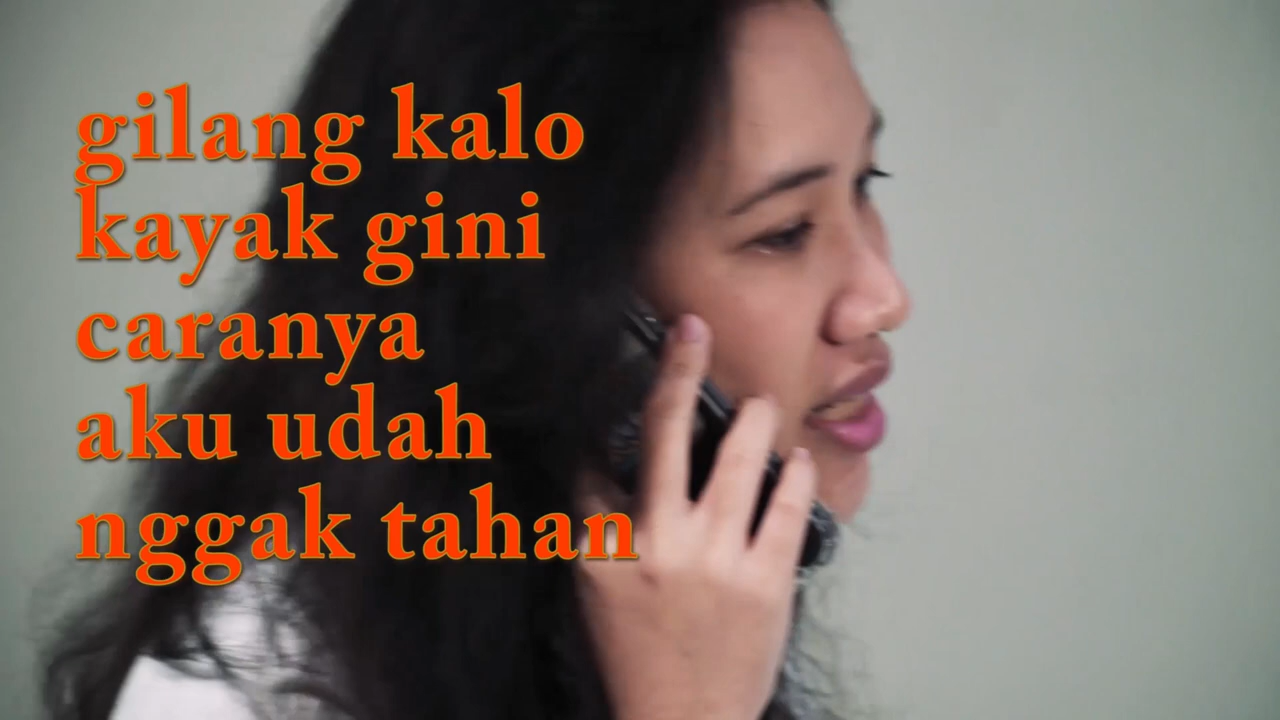 gilang kalo
kayak gini
caranya
aku udah
nggak tahan